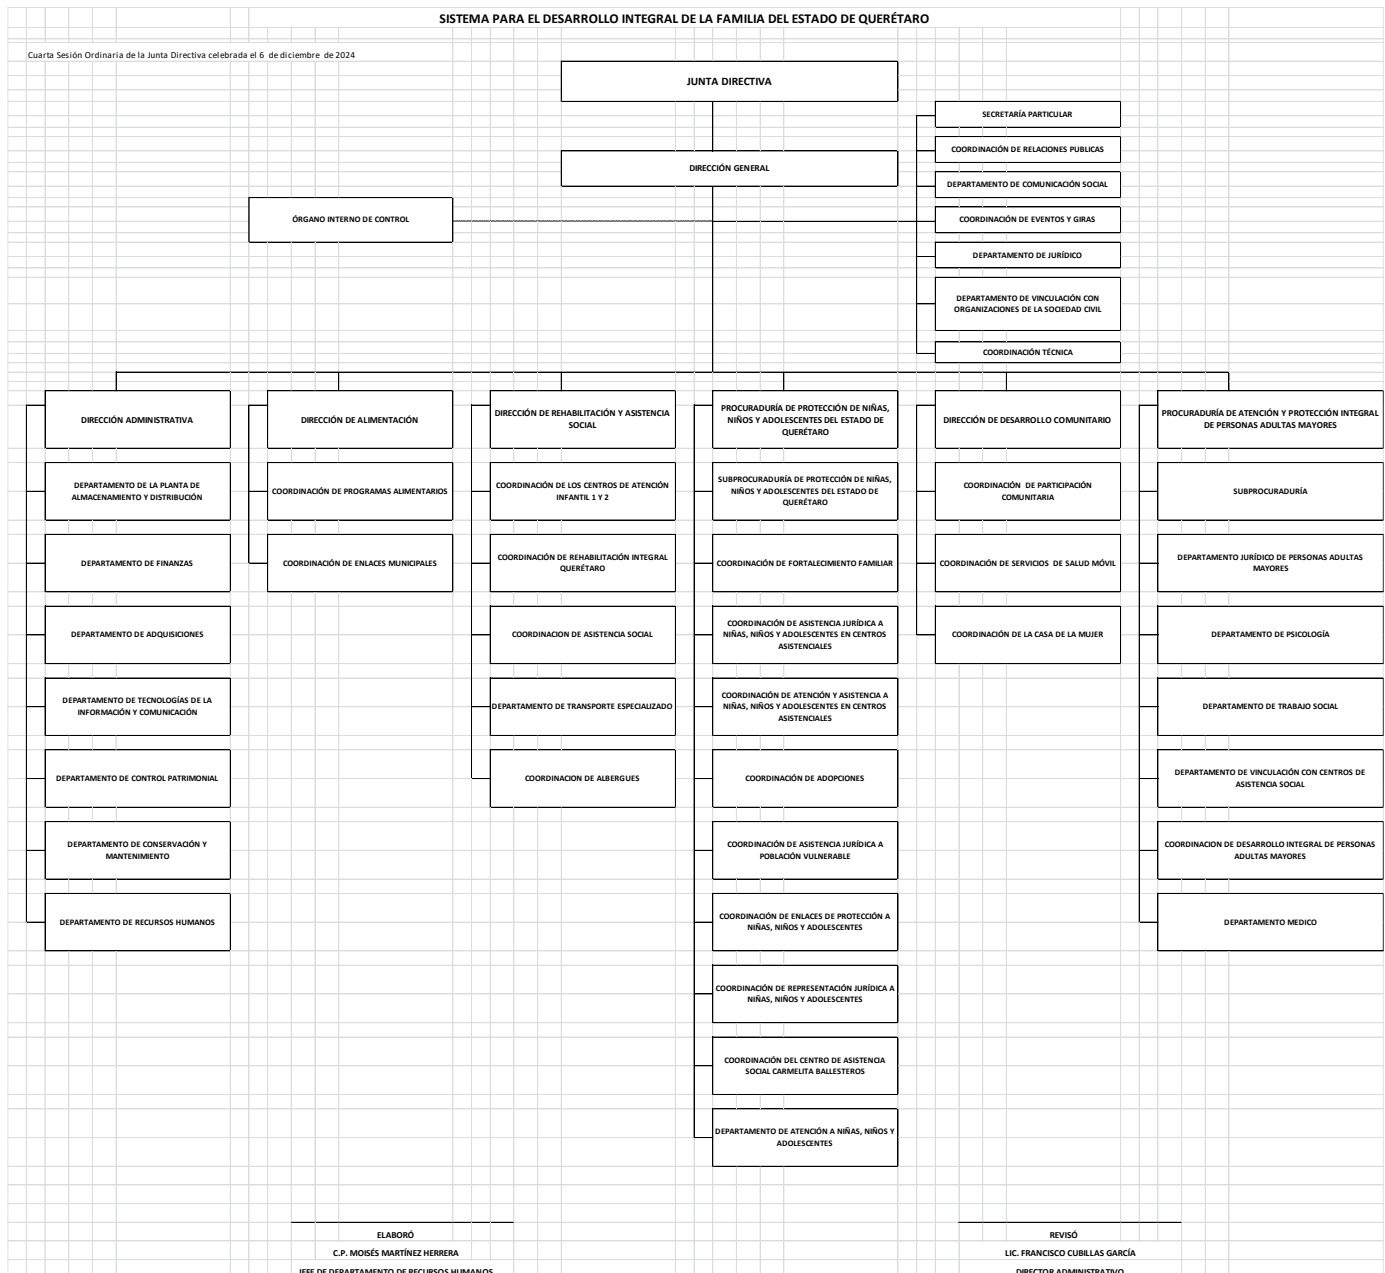 SISTEMA PARA EL DESARROLLO INTEGRAL DE LA FAMILIA DEL ESTADO DE QUERÉTARO
Cuarta Sesión Ordinaria de la Junta Directiva celebrada el 6 de diciembre de 2024
JUNTA DIRECTIVA
SECRETARÍA PARTICULAR
COORDINACIÓN DE RELACIONES PUBLICAS
DIRECCIÓN GENERAL
DEPARTAMENTO DE COMUNICACIÓN SOCIAL
ÓRGANO INTERNO DE CONTROL
COORDINACIÓN DE EVENTOS Y GIRAS
DEPARTAMENTO DE JURÍDICO
DEPARTAMENTO DE VINCULACIÓN CON
ORGANIZACIONES DE LA SOCIEDAD CIVIL
COORDINACIÓN TÉCNICA
DIRECCIÓN ADMINISTRATIVA
DEPARTAMENTO DE LA PLANTA DE
ALMACENAMIENTO Y DISTRIBUCIÓN
DEPARTAMENTO DE FINANZAS
DEPARTAMENTO DE ADQUISICIONES
DEPARTAMENTO DE TECNOLOGÍAS DE LA
INFORMACIÓN Y COMUNICACIÓN
DEPARTAMENTO DE CONTROL PATRIMONIAL
DEPARTAMENTO DE CONSERVACIÓN Y
MANTENIMIENTO
DEPARTAMENTO DE RECURSOS HUMANOS
DIRECCIÓN DE ALIMENTACIÓN
COORDINACIÓN DE PROGRAMAS ALIMENTARIOS
COORDINACIÓN DE ENLACES MUNICIPALES
DIRECCIÓN DE REHABILITACIÓN Y ASISTENCIA
SOCIAL
COORDINACIÓN DE LOS CENTROS DE ATENCIÓN
INFANTIL 1 Y 2
COORDINACIÓN DE REHABILITACIÓN INTEGRAL
QUERÉTARO
COORDINACION DE ASISTENCIA SOCIAL
DEPARTAMENTO DE TRANSPORTE ESPECIALIZADO
COORDINACION DE ALBERGUES
PROCURADURÍA DE PROTECCIÓN DE NIÑAS,
NIÑOS Y ADOLESCENTES DEL ESTADO DE
QUERÉTARO
SUBPROCURADURÍA DE PROTECCIÓN DE NIÑAS,
NIÑOS Y ADOLESCENTES DEL ESTADO DE
QUERÉTARO
COORDINACIÓN DE FORTALECIMIENTO FAMILIAR
COORDINACIÓN DE ASISTENCIA JURÍDICA A
NIÑAS, NIÑOS Y ADOLESCENTES EN CENTROS
ASISTENCIALES
COORDINACIÓN DE ATENCIÓN Y ASISTENCIA A
NIÑAS, NIÑOS Y ADOLESCENTES EN CENTROS
ASISTENCIALES
COORDINACIÓN DE ADOPCIONES
COORDINACIÓN DE ASISTENCIA JURÍDICA A
POBLACIÓN VULNERABLE
COORDINACIÓN DE ENLACES DE PROTECCIÓN A
NIÑAS, NIÑOS Y ADOLESCENTES
COORDINACIÓN DE REPRESENTACIÓN JURÍDICA A
NIÑAS, NIÑOS Y ADOLESCENTES
COORDINACIÓN DEL CENTRO DE ASISTENCIA
SOCIAL CARMELITA BALLESTEROS
DEPARTAMENTO DE ATENCIÓN A NIÑAS, NIÑOS Y
ADOLESCENTES
DIRECCIÓN DE DESARROLLO COMUNITARIO
COORDINACIÓN DE PARTICIPACIÓN
COMUNITARIA
COORDINACIÓN DE SERVICIOS DE SALUD MÓVIL
COORDINACIÓN DE LA CASA DE LA MUJER
PROCURADURÍA DE ATENCIÓN Y PROTECCIÓN INTEGRAL
DE PERSONAS ADULTAS MAYORES
SUBPROCURADURÍA
DEPARTAMENTO JURÍDICO DE PERSONAS ADULTAS
MAYORES
DEPARTAMENTO DE PSICOLOGÍA
DEPARTAMENTO DE TRABAJO SOCIAL
DEPARTAMENTO DE VINCULACIÓN CON CENTROS DE
ASISTENCIA SOCIAL
COORDINACION DE DESARROLLO INTEGRAL DE PERSONAS
ADULTAS MAYORES
DEPARTAMENTO MEDICO
ELABORÓ
C.P. MOISÉS MARTÍNEZ HERRERA
JEFE DE DEPARTAMENTO DE RECURSOS HUMANOS
REVISÓ
LIC. FRANCISCO CUBILLAS GARCÍA
DIRECTOR ADMINISTRATIVO